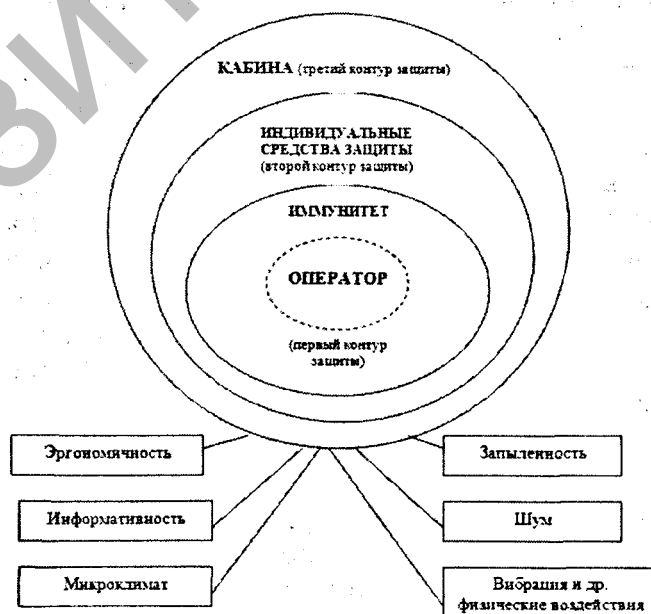 КАБИНА (третий контур защиты)
ИНДИВИДУАЛЬНЫЕ
СРЕДСТВА ЗАЩИТЫ
(второй контур защиты)
ИММУНИТЕТ
ОПЕРАТОР
(первый контур
защиты)
Эргономичность
Запыленность
Информативность
Шум
Микроклимат
Вибрация и др.
физические воздействия